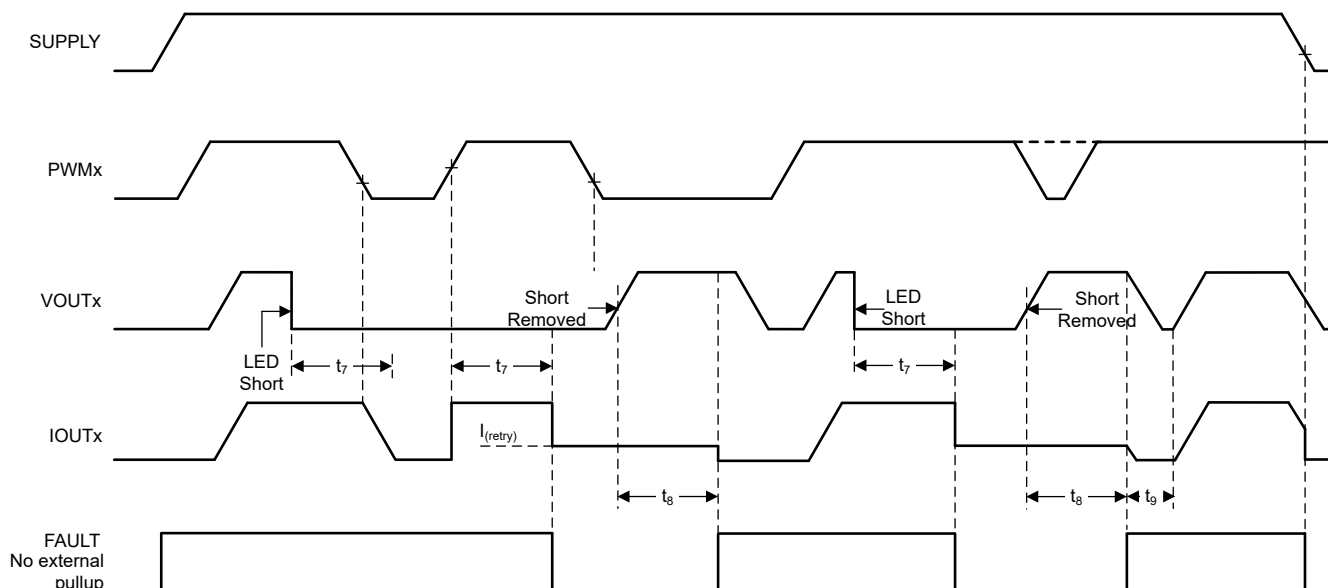 SUPPLY
PWMx
VOUTx
LED
Short
t7
t7
Short
Removed
LED
Short
t7
Short
Removed
IOUTx
I(retry)
t8
t8
t9
FAULT
No external
pullup